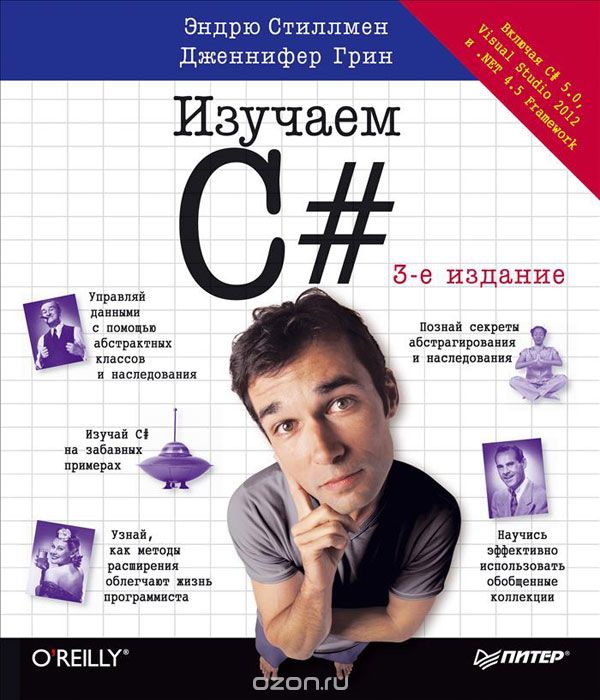 Эндрю Стиллмен
Дженнифер Грин
Включая C# 5.0,
Visual Studio 2012
и .NET 4.5 Framework
Изучаем
C#
3-е издание
Управляй
данными
с помощью
абстрактных
классов
и наследования
Познай секреты
абстрагирования
и наследования
Изучай C#
на забавных
примерах
Узнай,
как методы
расширения
облегчают жизнь
программиста
Научись
эффективно
использовать
обобщенные
коллекции
O'REILLY®
ПИТЕР®
ozon.ru